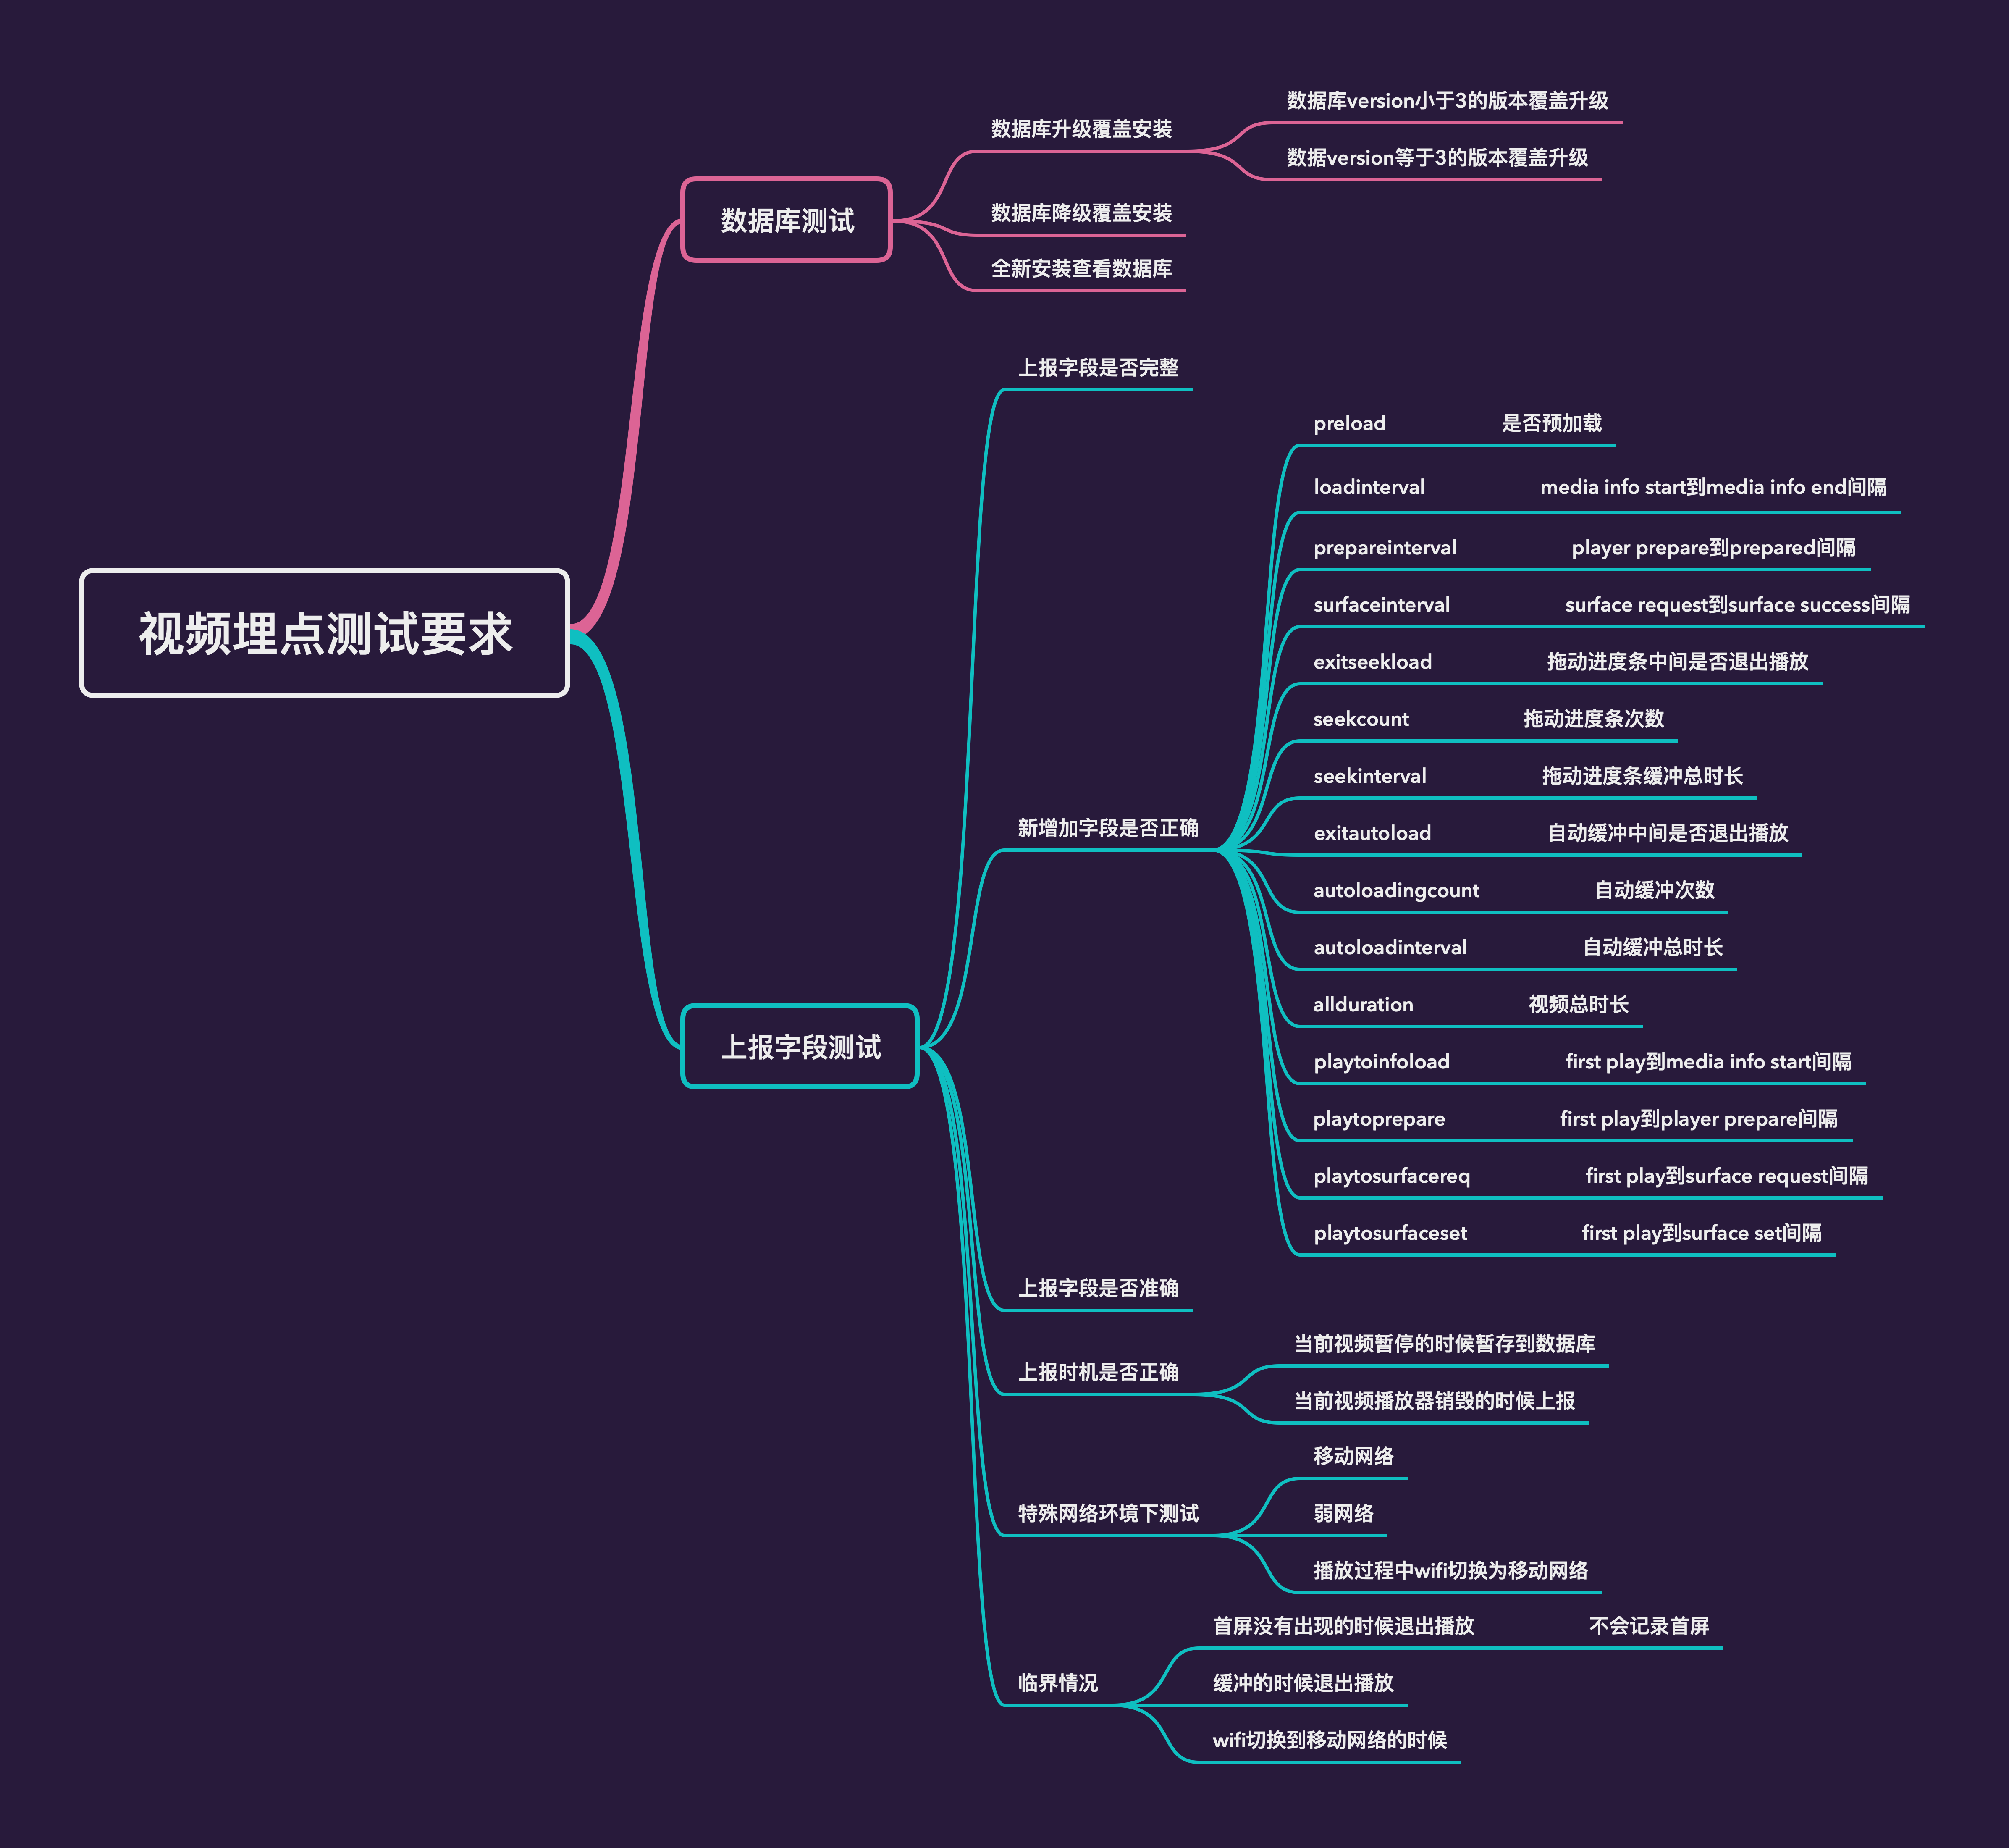 视频埋点测试要求
数据库测试
数据库升级覆盖安装
数据库version小于3的版本覆盖升级
数据version等于3的版本覆盖升级
数据库降级覆盖安装
全新安装查看数据库
上报字段测试
上报字段是否完整
新增加字段是否正确
preload 是否预加载
loadinterval media info start到media info end间隔
prepareinterval player prepare到prepared间隔
surfaceinterval surface request到surface success间隔
exitseekload 拖动进度条中间是否退出播放
seekcount 拖动进度条次数
seekinterval 拖动进度条缓冲总时长
exitautoload 自动缓冲中间是否退出播放
autoloadingcount 自动缓冲次数
autoloadinterval 自动缓冲总时长
allduration 视频总时长
playtoinfoload first play到media info start间隔
playtoprepare first play到player prepare间隔
playtosurfacereq first play到surface request间隔
playtosurfaceset first play到surface set间隔
上报字段是否准确
上报时机是否正确
当前视频暂停的时候暂存到数据库
当前视频播放器销毁的时候上报
特殊网络环境下测试
移动网络
弱网络
播放过程中wifi切换为移动网络
临界情况
首屏没有出现的时候退出播放 不会记录首屏
缓冲的时候退出播放
wifi切换到移动网络的时候